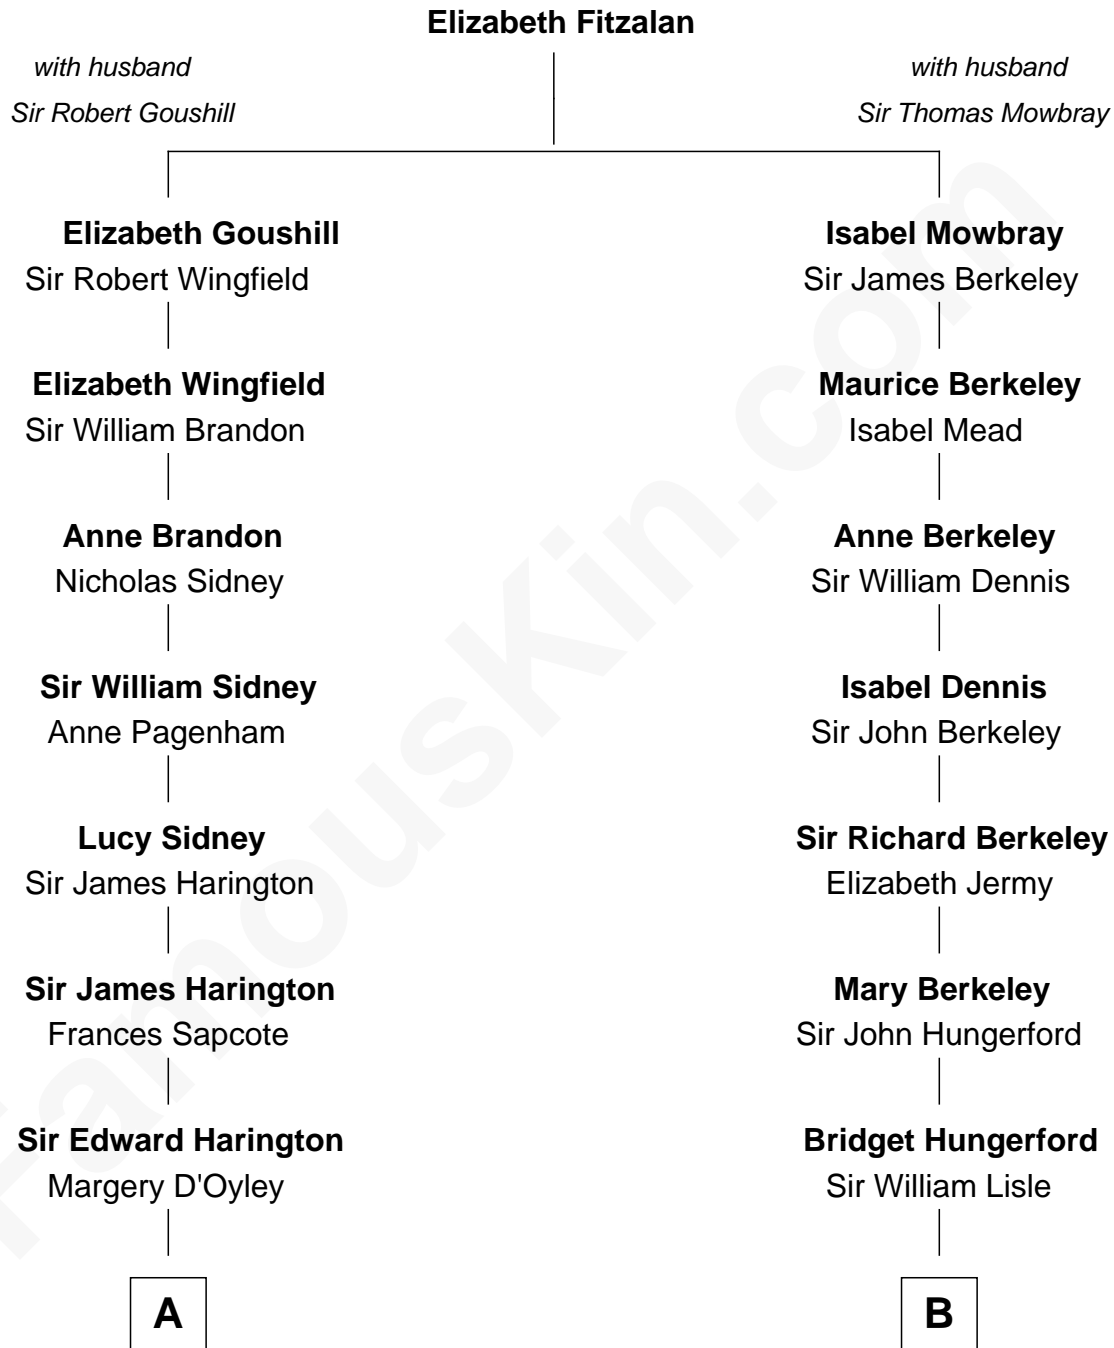 Elizabeth Fitzalan
with husband
Sir Robert Goushill
with husband
Sir Thomas Mowbray
Elizabeth Goushill
Sir Robert Wingfield
Isabel Mowbray
Sir James Berkeley
Elizabeth Wingfield
Sir William Brandon
Maurice Berkeley
Isabel Mead
Anne Brandon
Nicholas Sidney
Anne Berkeley
Sir William Dennis
Sir William Sidney
Anne Pagenham
Isabel Dennis
Sir John Berkeley
Lucy Sidney
Sir James Harington
Sir Richard Berkeley
Elizabeth Jermy
Sir James Harington
Frances Sapcote
Mary Berkeley
Sir John Hungerford
Sir Edward Harington
Margery D'Oyley
Bridget Hungerford
Sir William Lisle
A
B
FamousKin.com